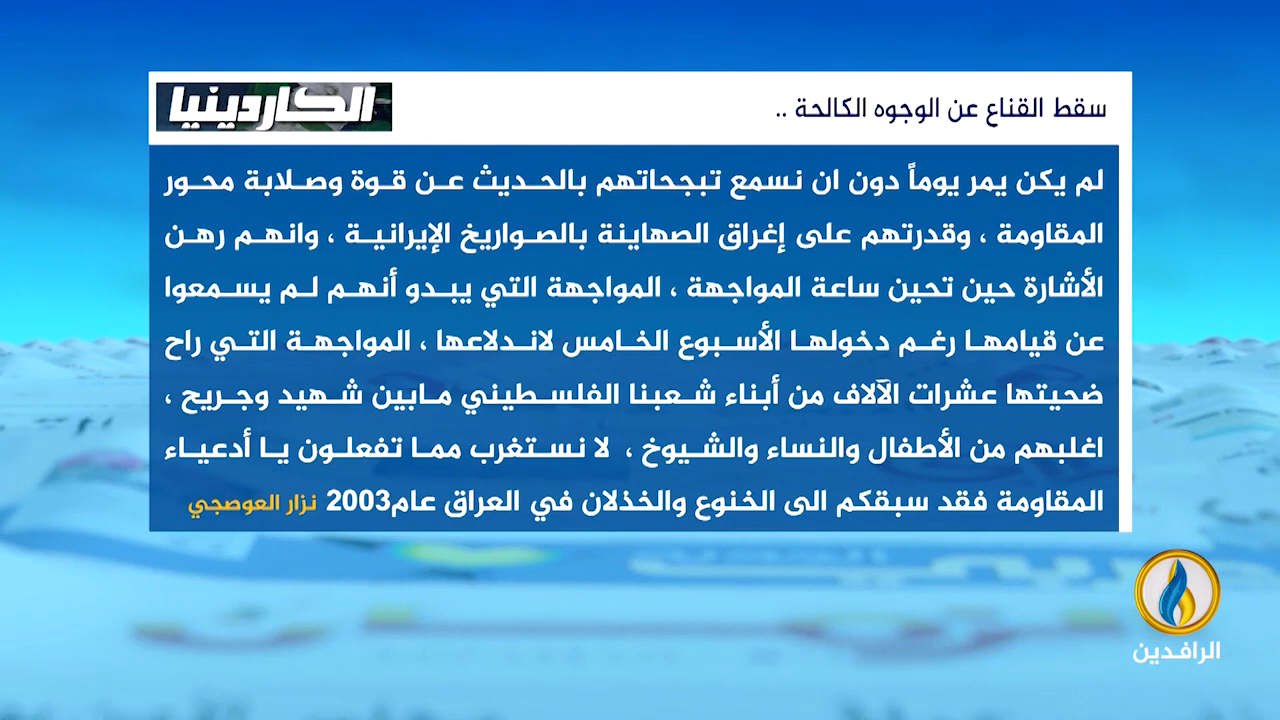 الكاردينيا
سقط القناع عن الوجوه الكالحة ..
لم يكن يمر يوماً دون ان نسمع تبجحاتهم بالحديث عن قوة وصلابة محور
المقاومة ، وقدرتهم على إغراق الصهاينة بالصواريخ الإيرانية ، وانهم رهن
الأشارة حين تحين ساعة المواجهة ، المواجهة التي يبدو أنهم لم يسمعوا
عن قيامها رغم دخولها الأسبوع الخامس لاندلاعها ، المواجهة التي راح
ضحيتها عشرات الآلاف من أبناء شعبنا الفلسطيني مابين شهيد وجريح ،
اغلبهم من الأطفال والنساء والشيوخ ، لا نستغرب مما تفعلون يا أدعياء
المقاومة فقد سبقكم الى الخنوع والخذلان في العراق عام2003 نزار العوصجي
الرافدين